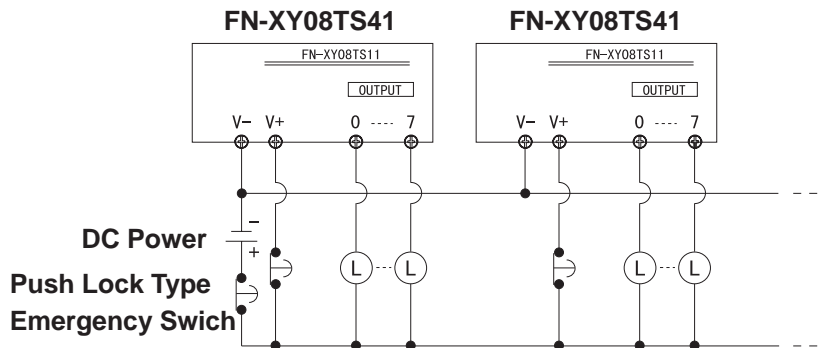 FN-XY08TS41 FN-XY08TS41
FN-XY08TS11 FN-XY08TS11
OUTPUT OUTPUT
V- V+ 0 ---- 7 V- V+ 0 ---- 7
-
DC Power
+
L L L L
Push Lock Type
Emergency Swich